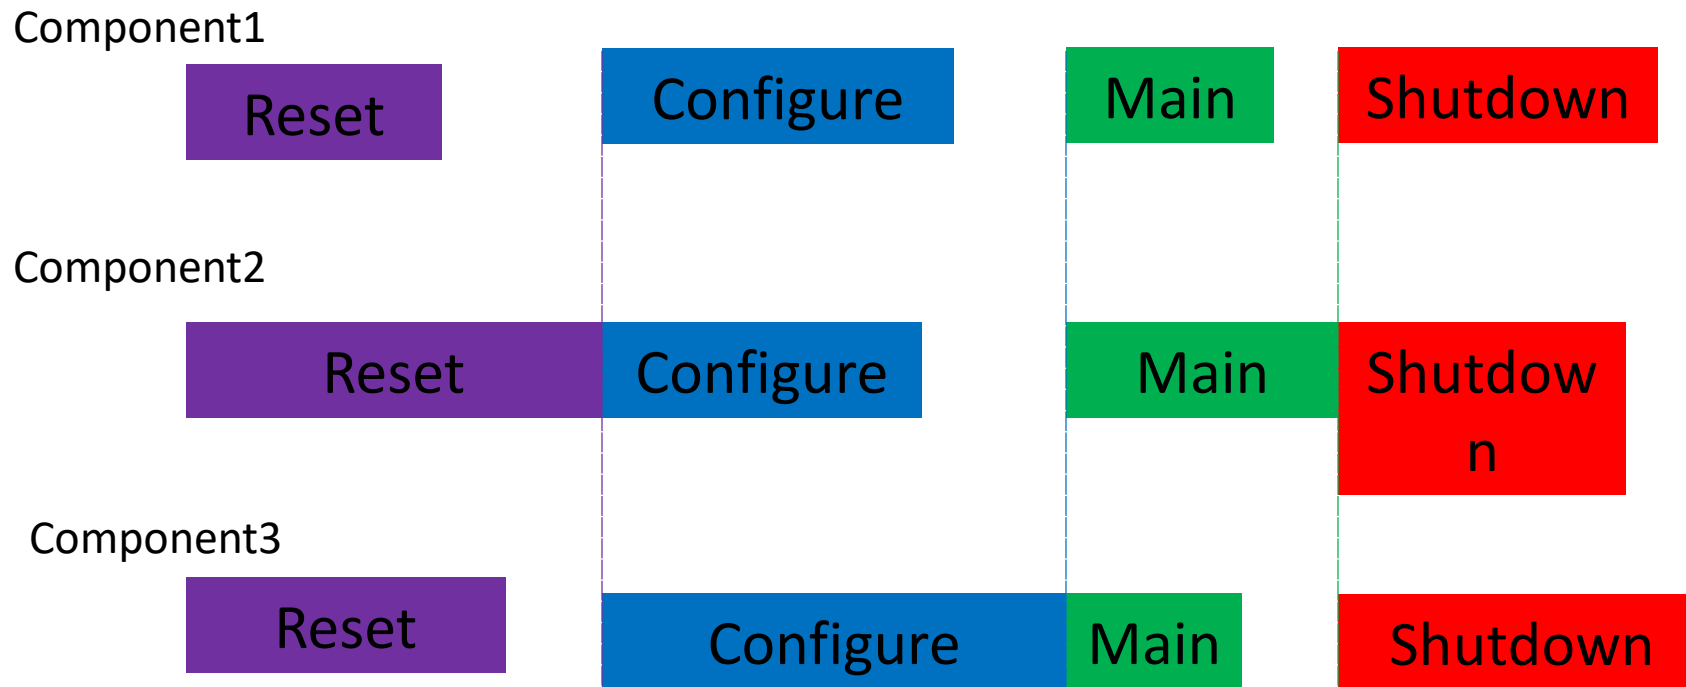 Component1
Reset Configure Main Shutdown
Component2
Reset Configure Main Shutdow
n
Component3
Reset Configure Main Shutdown